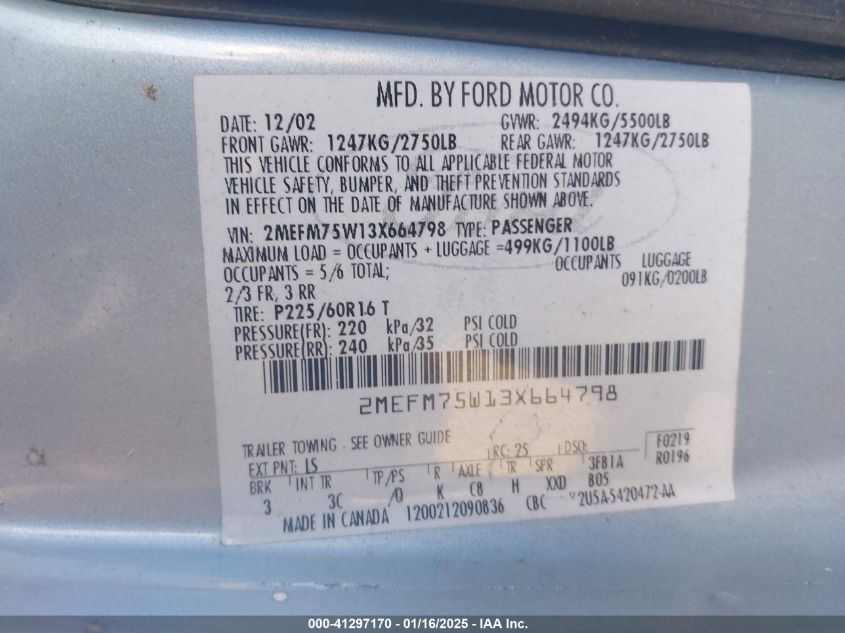 MFD. BY FORD MOTOR CO.
DATE: 12/02 GVWR: 2494KG/5500LB
FRONT GAWR: 1247KG/2750LB REAR GAWR: 1247KG/2750LB
THIS VEHICLE CONFORMS TO ALL APPLICABLE FEDERAL MOTOR
VEHICLE SAFETY, BUMPER, AND THEFT PREVENTION STANDARDS
IN EFFECT ON THE DATE OF MANUFACTURE SHOWN ABOVE.
VIN: 2MEFM75W13X664798 TYPE: PASSENGER
MAXIMUM LOAD = OCCUPANTS + LUGGAGE =499KG/1100LB
OCCUPANTS = 5/6 TOTAL; OCCUPANTS LUGGAGE
2/3 FR, 3 RR 091KG/0200LB
TIRE: P225/60R16 T
PRESSURE(FR): 220 kPa/32 PSI COLD
PRESSURE(RR): 240 kPa/35 PSI COLD
2MEFM75W13X664798
TRAILER TOWING - SEE OWNER GUIDE
EXT PNT: LS RC: 25 DSO: F0219
BRK INT TR TP/PS R AXLE TR SPR 3FB1A R0196
3 3C /O K C8 H XXD B05
MADE IN CANADA 1200212090836 CBC 2U5A-5420472-AA
000-41297170 - 01/16/2025 - IAA Inc.